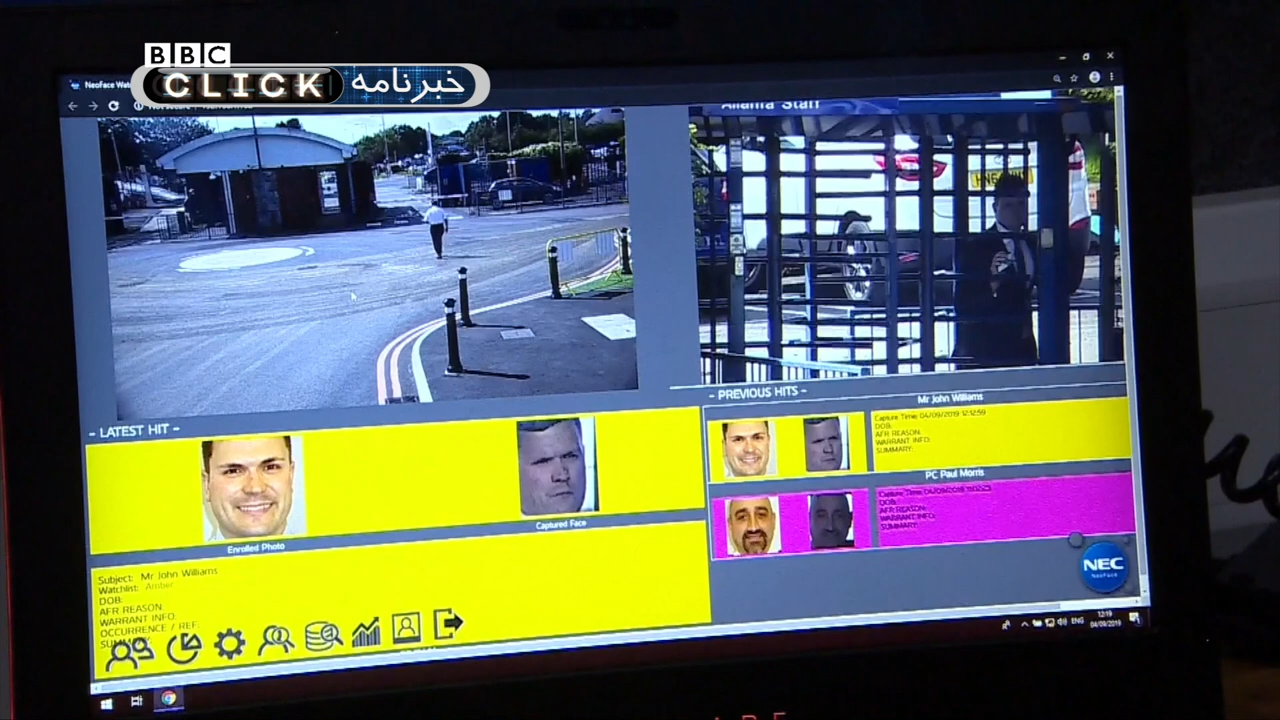 BBC
CLICK خبرنامه
Alianfa Staff
- LATEST HIT -
Enrolled Photo
Captured Face
Subject: Mr John Williams
Watchlist: Amber
DOB:
AFR REASON:
WARRANT INFO:
OCCURRENCE / REF:
- PREVIOUS HITS -
Mr John Williams
Capture Time: 04/09/2019 12:12:59
DOB:
AFR REASON:
WARRANT INFO:
SUMMARY:
PC Paul Morris
DOB:
AFR REASON:
WARRANT INFO:
SUMMARY:
NEC
NeoFace
ENG
12:19
04/09/2019